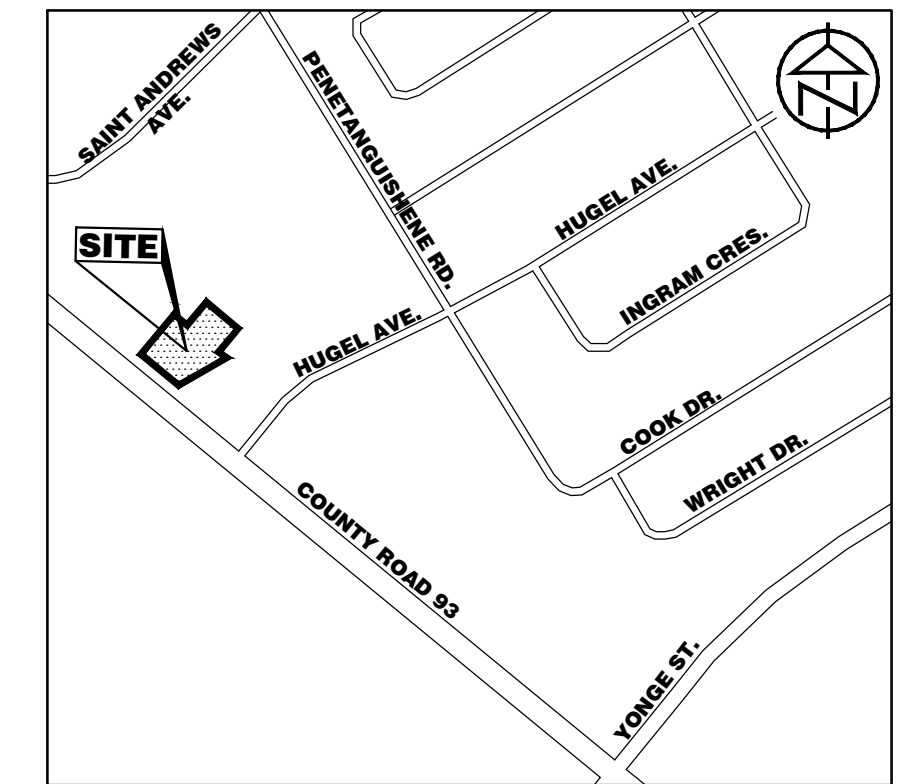 SAINT ANDREWS
AVE.
PENETANGUISHENE RD.
N
HUGEL AVE.
SITE
INGRAM CRES.
HUGEL AVE.
COOK DR.
WRIGHT DR.
COUNTY ROAD 93
YONGE ST.